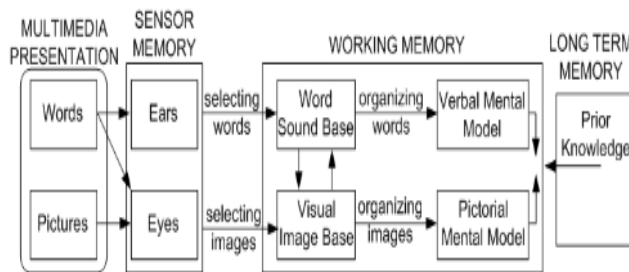 MULTIMEDIA
PRESENTATION
SENSOR
MEMORY
WORKING MEMORY
LONG TERM
MEMORY
Words
Ears
selecting
words
Word
Sound Base
organizing
words
Verbal Mental
Model
Prior
Knowledge
Pictures
Eyes
selecting
images
Visual
Image Base
organizing
images
Pictorial
Mental Model